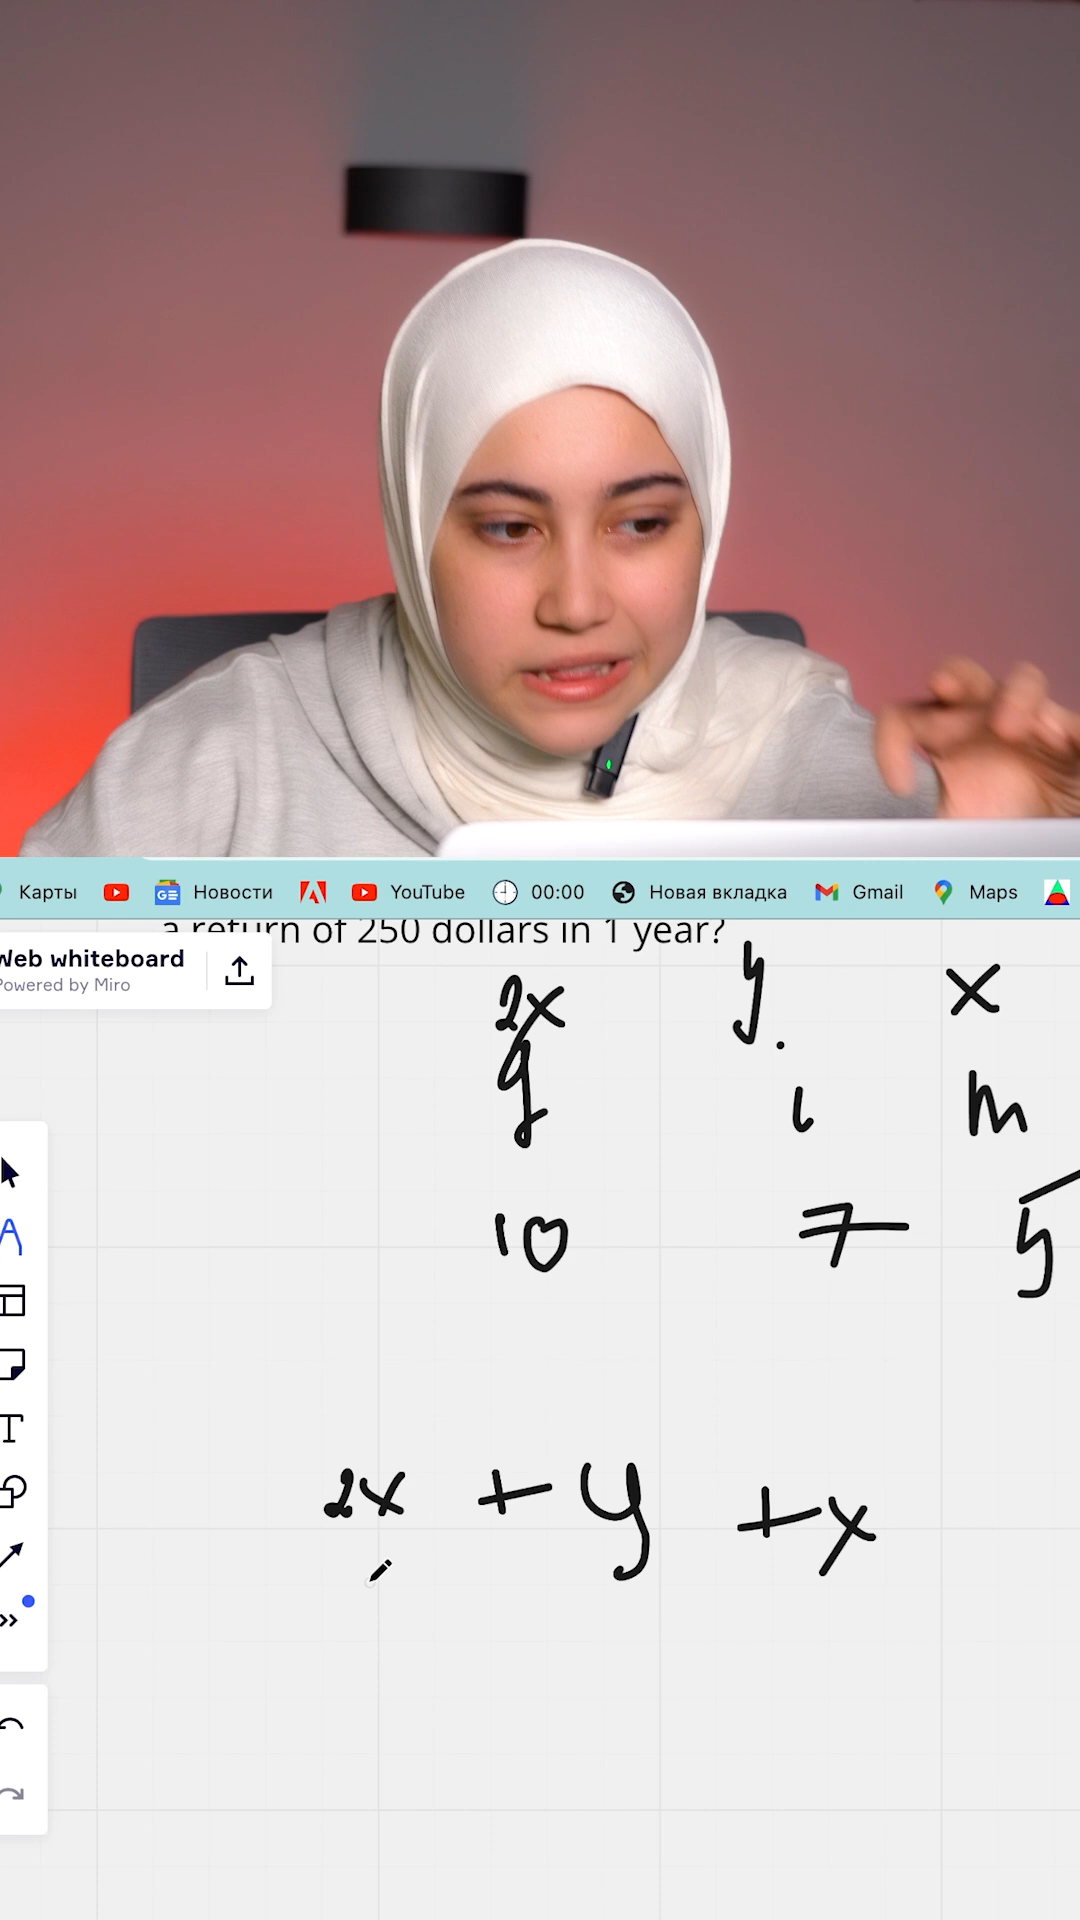 Карты Новости YouTube 00:00 Новая вкладка Gmail Maps
a return of 250 dollars in 1 year?
Web whiteboard
Powered by Miro
2x y. x
g i m
10 7 5
2x + y + x